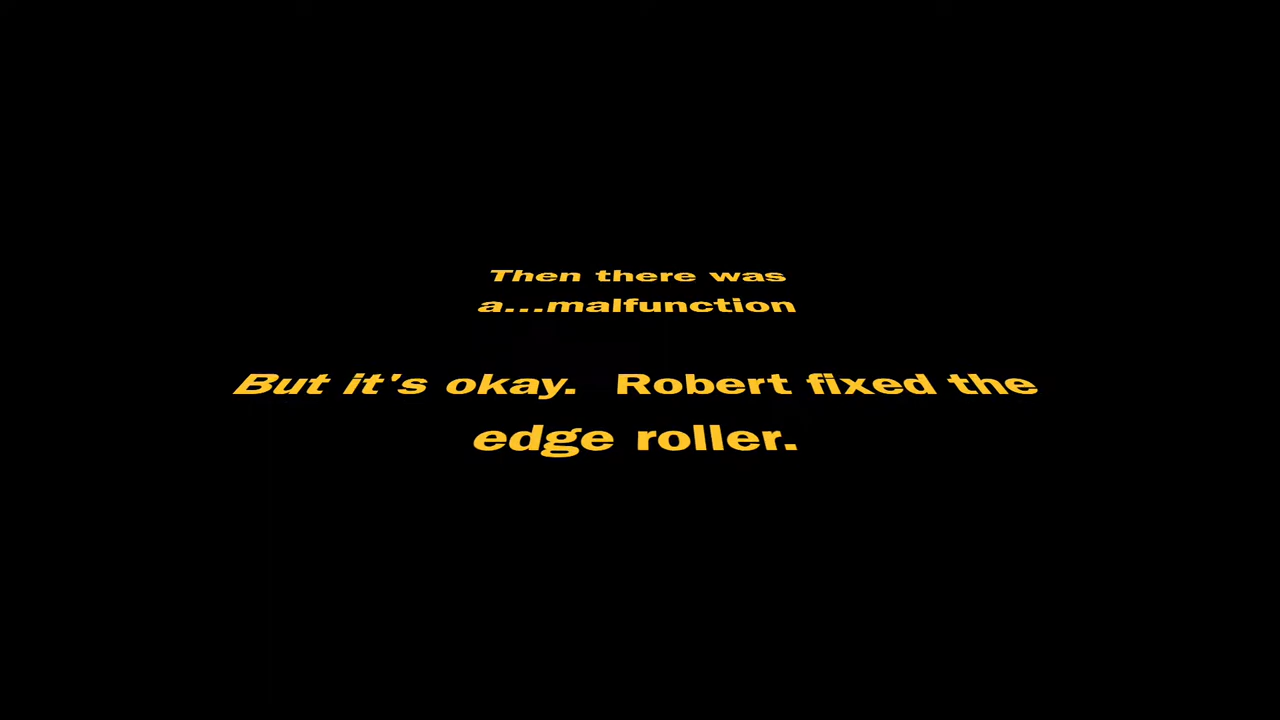 Then there was
a...malfunction
But it's okay.  Robert fixed the
edge roller.